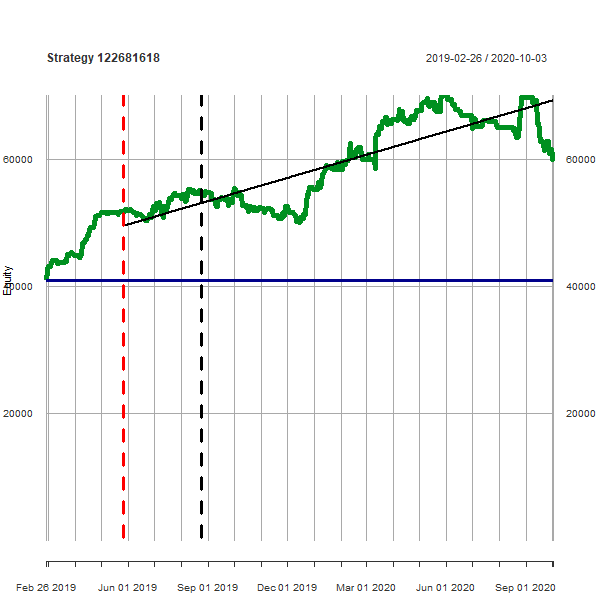 Strategy 122681618
2019-02-26 / 2020-10-03
60000
60000
Equity
40000
40000
20000
20000
Feb 26 2019
Jun 01 2019
Sep 01 2019
Dec 01 2019
Mar 01 2020
Jun 01 2020
Sep 01 2020